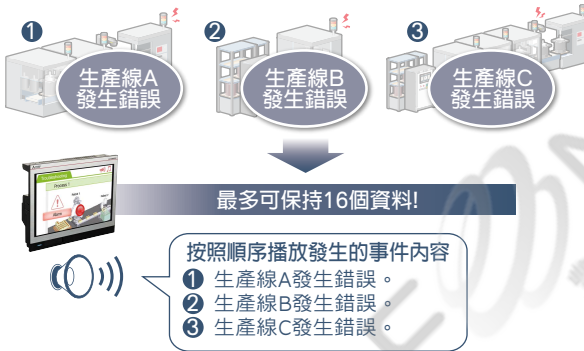 ❶
生產線A
發生錯誤
❷
生產線B
發生錯誤
❸
生產線C
發生錯誤
最多可保持16個資料!
按照順序播放發生的事件內容
❶ 生產線A發生錯誤。
❷ 生產線B發生錯誤。
❸ 生產線C發生錯誤。